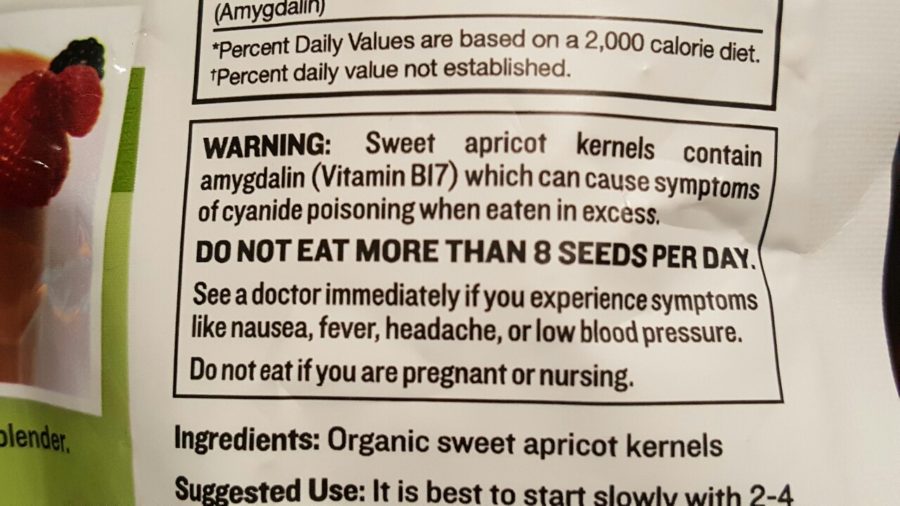 (Amygdalin)
*Percent Daily Values are based on a 2,000 calorie diet.
†Percent daily value not established.
WARNING: Sweet apricot kernels contain
amygdalin (Vitamin B17) which can cause symptoms
of cyanide poisoning when eaten in excess.
DO NOT EAT MORE THAN 8 SEEDS PER DAY.
See a doctor immediately if you experience symptoms
like nausea, fever, headache, or low blood pressure.
Do not eat if you are pregnant or nursing.
blender.
Ingredients: Organic sweet apricot kernels
Suggested Use: It is best to start slowly with 2-4